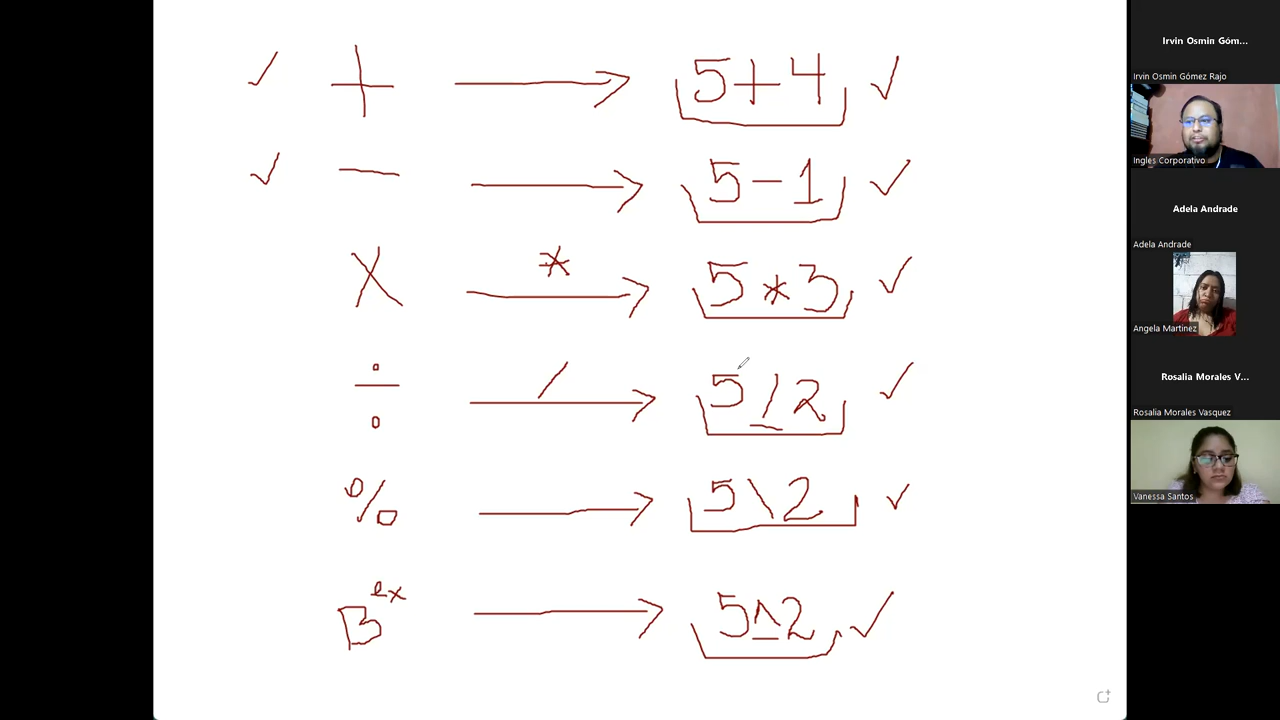 ✓ + → 5+4 ✓
✓ − → 5−1 ✓
X * → 5*3 ✓
÷ / → 5/2 ✓
% → 5\2 ✓
B^ex → 5^2 ✓
Irvin Osmin Góm...
Irvin Osmin Gómez Rajo
Ingles Corporativo
Adela Andrade
Adela Andrade
Angela Martinez
Rosalia Morales V...
Rosalia Morales Vasquez
Vanessa Santos